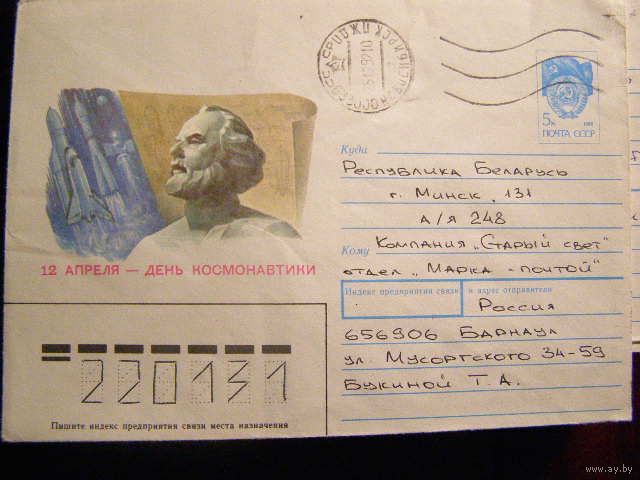 5к
ПОЧТА СССР
Куда
Республика Беларусь
г. Минск, 131
а/я 248
Кому Компания „Старый свет"
отдел „Марка - почтой"
12 АПРЕЛЯ — ДЕНЬ КОСМОНАВТИКИ
Индекс предприятия связи и адрес отправителя
Россия
656906 Барнаул
ул. Мусоргского 34-59
Букиной Т. А.
220131
Пишите индекс предприятия связи места назначения
www.ay.by